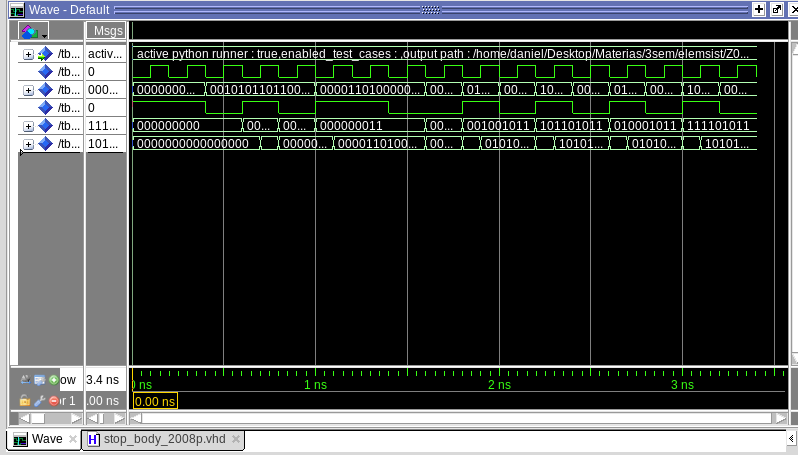 Wave - Default
Msgs
/tb... activ... active python runner : true,enabled_test_cases : ,output path : /home/daniel/Desktop/Materias/3sem/elemsist/Z0...
/tb... 0
/tb... 000... 0000000... 0010101101100... 0000110100000... 00... 01... 00... 10... 00... 01... 00... 10... 00...
/tb... 0
/tb... 111... 000000000 00... 00... 000000011 00... 001001011 101101011 010001011 111101011
/tb... 101... 0000000000000000 00000... 0000110100... 00... 01010... 10101... 01010... 10101...
ow 3.4 ns ns 1 ns 2 ns 3 ns
r 1 .00 ns 0.00 ns
Wave stop_body_2008p.vhd